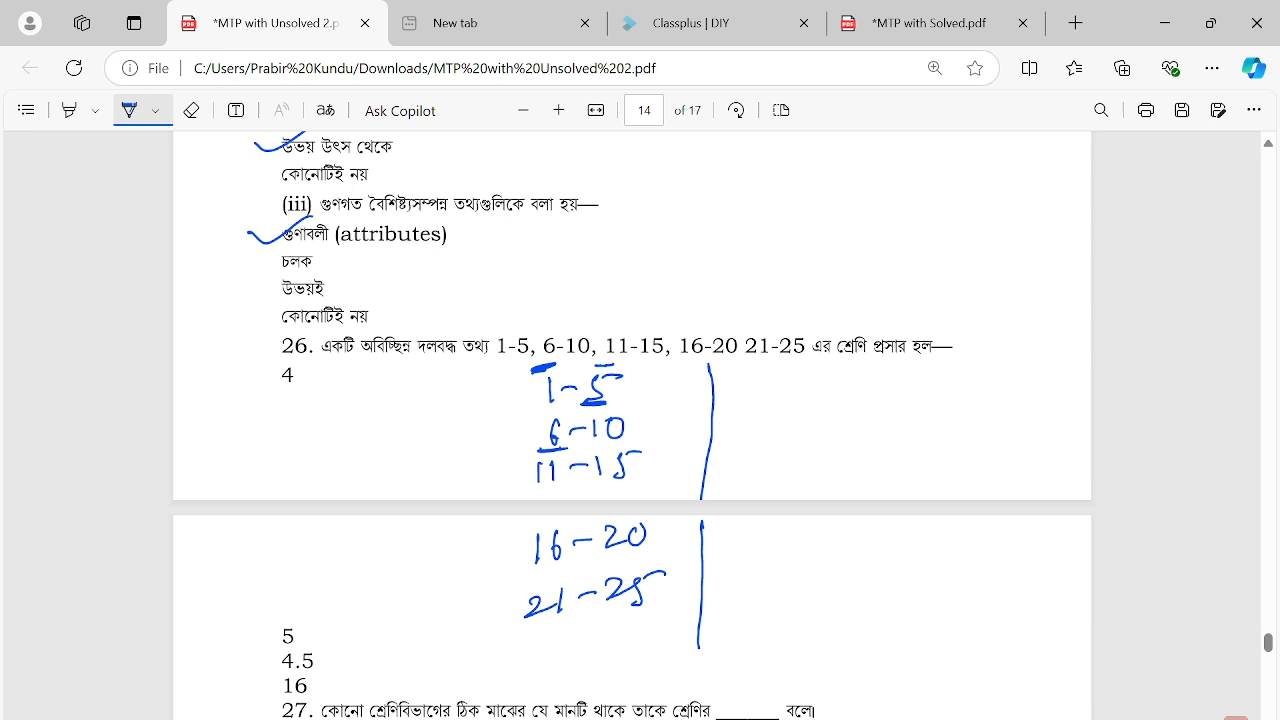 *MTP with Unsolved 2.p
New tab
Classplus | DIY
*MTP with Solved.pdf
File
C:/Users/Prabir%20Kundu/Downloads/MTP%20with%20Unsolved%202.pdf
Ask Copilot
14 of 17
উভয় উৎস থেকে
কোনোটিই নয়
(iii) গুণগত বৈশিষ্ট্যসম্পন্ন তথ্যগুলিকে বলা হয়—
গুণাবলী (attributes)
চলক
উভয়ই
কোনোটিই নয়
26. একটি অবিচ্ছিন্ন দলবদ্ধ তথ্য 1-5, 6-10, 11-15, 16-20 21-25 এর শ্রেণি প্রসার হল—
4
1-5
6-10
11-15
16-20
21-25
5
4.5
16
27. কোনো শ্রেণিবিভাগের ঠিক মাঝের যে মানটি থাকে তাকে শ্রেণির _______ বলে।